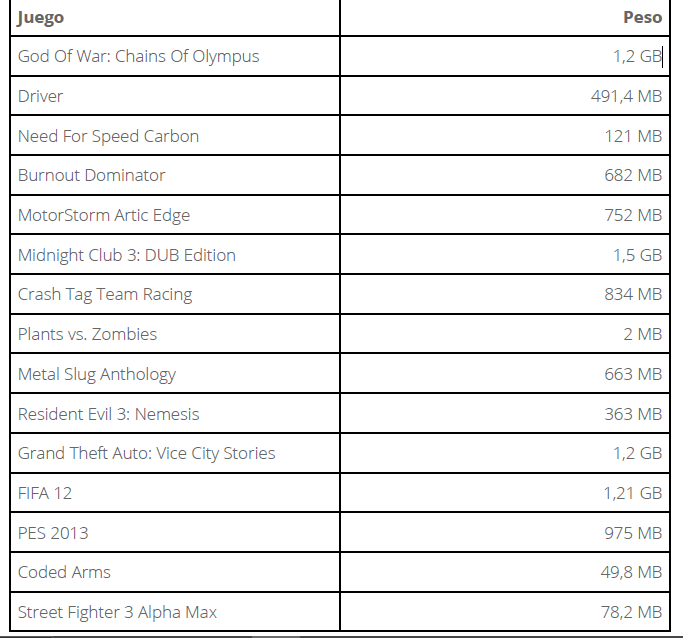 Juego Peso
God Of War: Chains Of Olympus 1,2 GB
Driver 491,4 MB
Need For Speed Carbon 121 MB
Burnout Dominator 682 MB
MotorStorm Artic Edge 752 MB
Midnight Club 3: DUB Edition 1,5 GB
Crash Tag Team Racing 834 MB
Plants vs. Zombies 2 MB
Metal Slug Anthology 663 MB
Resident Evil 3: Nemesis 363 MB
Grand Theft Auto: Vice City Stories 1,2 GB
FIFA 12 1,21 GB
PES 2013 975 MB
Coded Arms 49,8 MB
Street Fighter 3 Alpha Max 78,2 MB